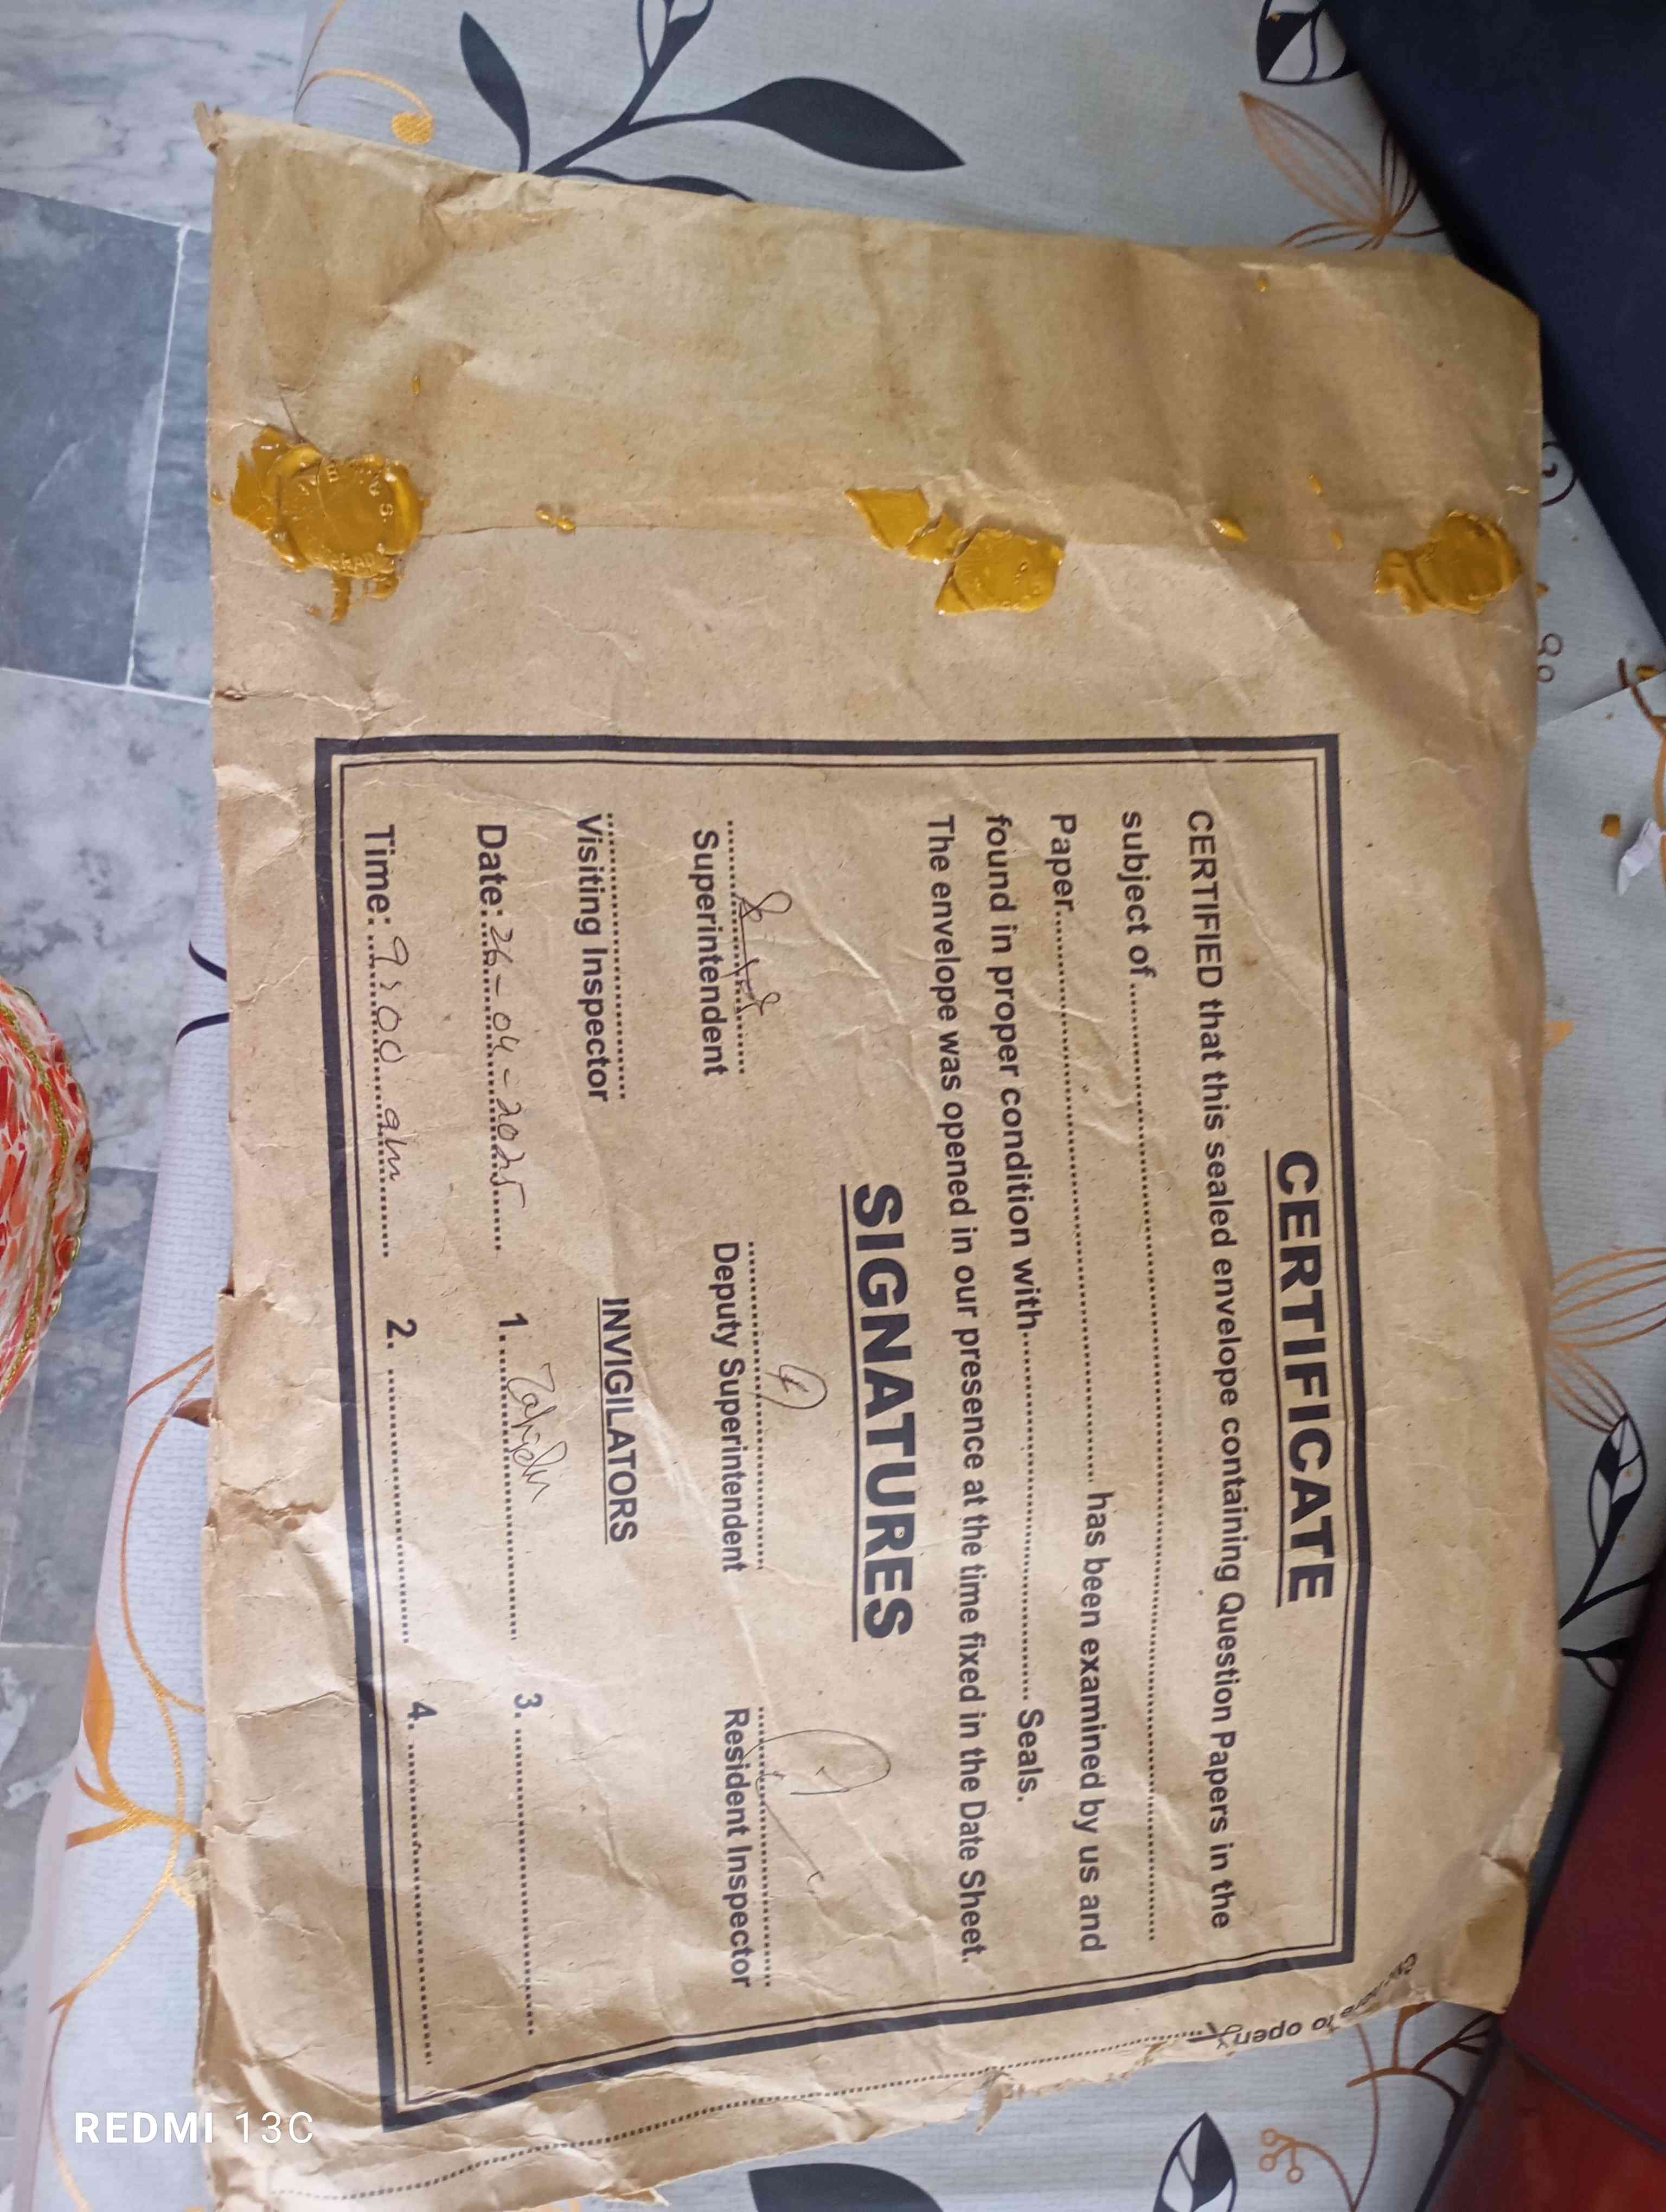 CERTIFICATE
CERTIFIED that this sealed envelope containing Question Papers in the
subject of ........................................
Paper........................................ has been examined by us and
found in proper condition with........................................ Seals.
The envelope was opened in our presence at the time fixed in the Date Sheet.
SIGNATURES
Superintendent Deputy Superintendent Resident Inspector
Visiting Inspector
INVIGILATORS
Date: 26-04-2025 1. Zahida 3. ....................
Time: 9:00 am 2. .................... 4. ....................
to open
REDMI 13C